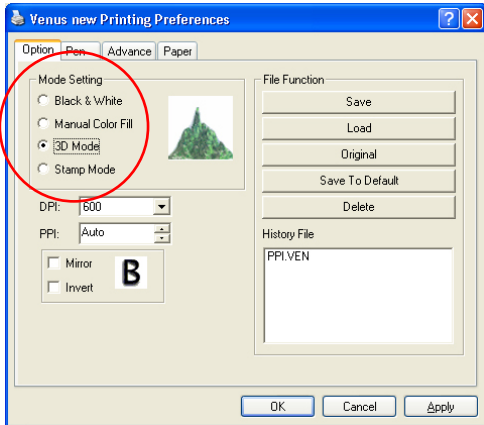 Venus new Printing Preferences
Option Pen Advance Paper
Mode Setting
Black & White
Manual Color Fill
3D Mode
Stamp Mode
DPI: 600
PPI: Auto
Mirror
Invert
B
File Function
Save
Load
Original
Save To Default
Delete
History File
PPI.VEN
OK Cancel Apply